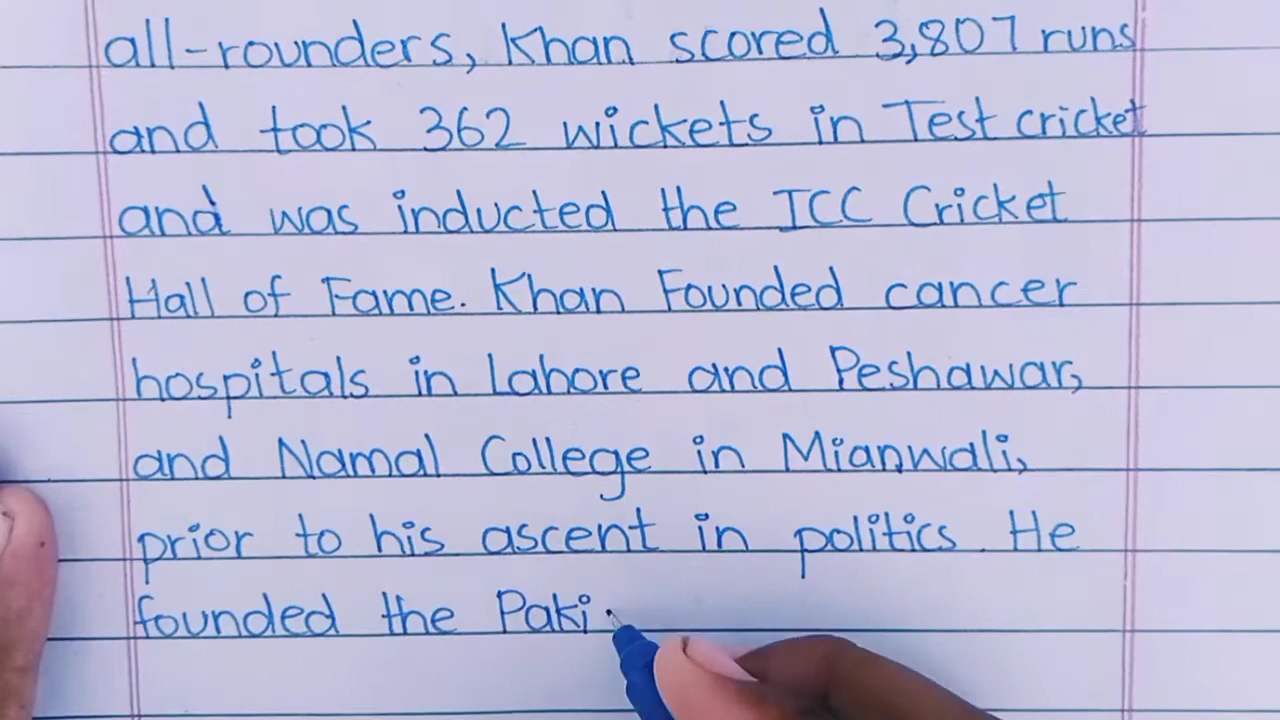 all-rounders, Khan scored 3,807 runs
and took 362 wickets in Test cricket
and was inducted the ICC Cricket
Hall of Fame. Khan Founded cancer
hospitals in Lahore and Peshawar,
and Namal College in Mianwali,
prior to his ascent in politics. He
founded the Paki